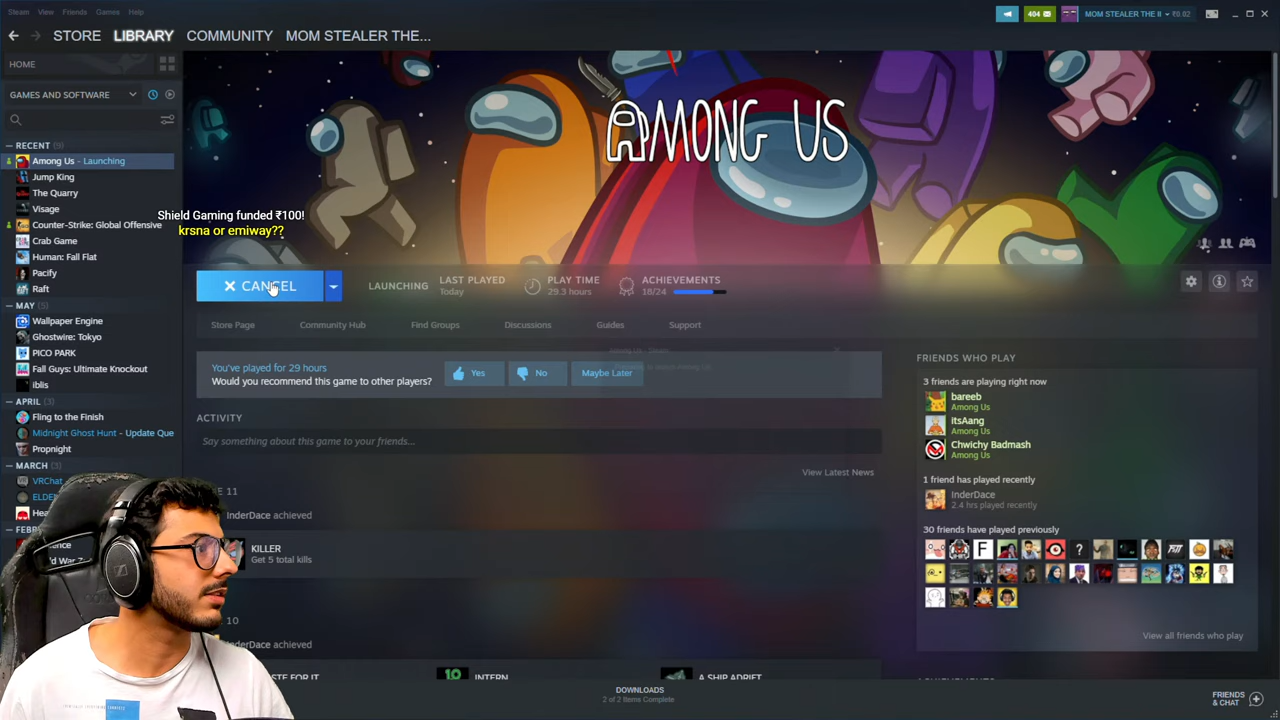 Steam View Friends Games Help
404
MOM STEALER THE II ₹0.02
STORE LIBRARY COMMUNITY MOM STEALER THE...
HOME
GAMES AND SOFTWARE
RECENT (9)
Among Us - Launching
Jump King
The Quarry
Visage
Counter-Strike: Global Offensive
Crab Game
Human: Fall Flat
Pacify
Raft
MAY (5)
Wallpaper Engine
Ghostwire: Tokyo
PICO PARK
Fall Guys: Ultimate Knockout
iblis
APRIL (3)
Fling to the Finish
Midnight Ghost Hunt - Update Que
Propnight
MARCH (3)
VRChat
Shield Gaming funded ₹100!
krsna or emiway??
AMONG US
CANCEL
LAUNCHING
LAST PLAYED
Today
PLAY TIME
29.3 hours
ACHIEVEMENTS
18/24
Store Page Community Hub Find Groups Discussions Guides Support
You've played for 29 hours
Would you recommend this game to other players?
Yes No Maybe Later
ACTIVITY
Say something about this game to your friends...
View Latest News
11
InderDace achieved
KILLER
Get 5 total kills
10
InderDace achieved
INTERN
A SHIP ADRIFT
FRIENDS WHO PLAY
3 friends are playing right now
bareeb
Among Us
itsAang
Among Us
Chwichy Badmash
Among Us
1 friend has played recently
InderDace
2.4 hrs played recently
30 friends have played previously
View all friends who play
DOWNLOADS
2 of 2 Items Complete
FRIENDS
& CHAT